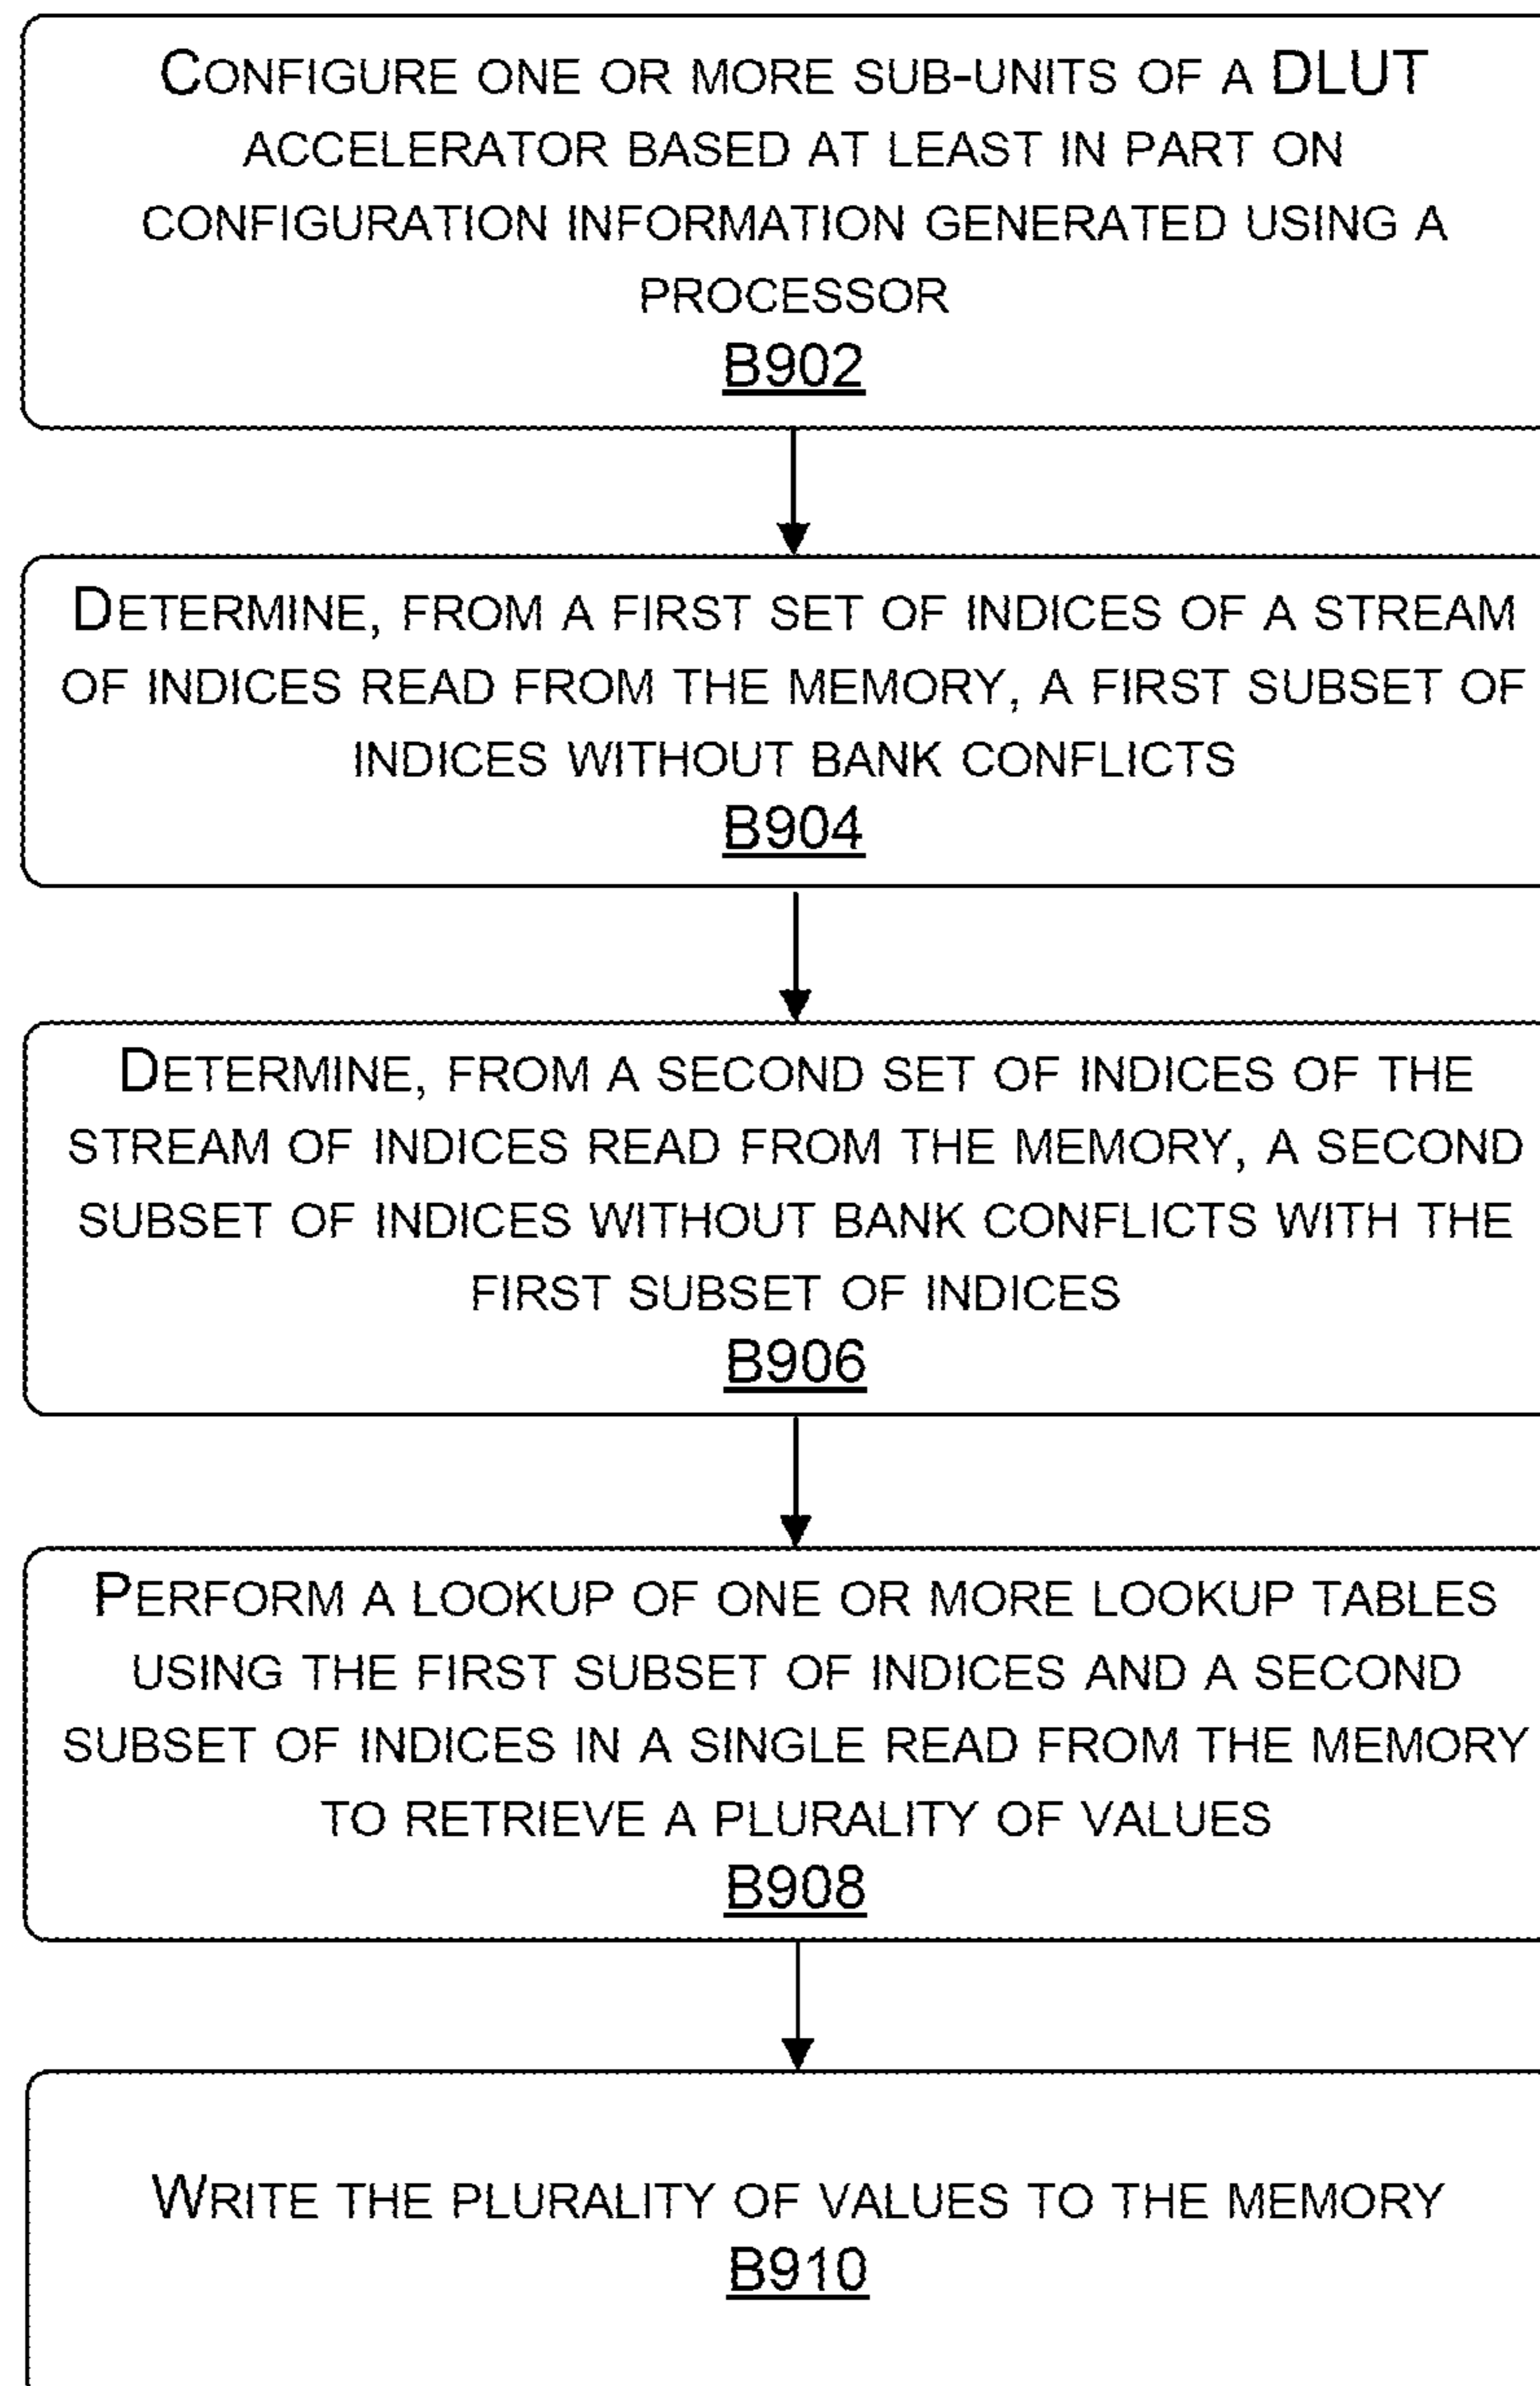 CONFIGURE ONE OR MORE SUB-UNITS OF A DLUT
ACCELERATOR BASED AT LEAST IN PART ON
CONFIGURATION INFORMATION GENERATED USING A
PROCESSOR
B902
DETERMINE, FROM A FIRST SET OF INDICES OF A STREAM
OF INDICES READ FROM THE MEMORY, A FIRST SUBSET OF
INDICES WITHOUT BANK CONFLICTS
B904
DETERMINE, FROM A SECOND SET OF INDICES OF THE
STREAM OF INDICES READ FROM THE MEMORY, A SECOND
SUBSET OF INDICES WITHOUT BANK CONFLICTS WITH THE
FIRST SUBSET OF INDICES
B906
PERFORM A LOOKUP OF ONE OR MORE LOOKUP TABLES
USING THE FIRST SUBSET OF INDICES AND A SECOND
SUBSET OF INDICES IN A SINGLE READ FROM THE MEMORY
TO RETRIEVE A PLURALITY OF VALUES
B908
WRITE THE PLURALITY OF VALUES TO THE MEMORY
B910